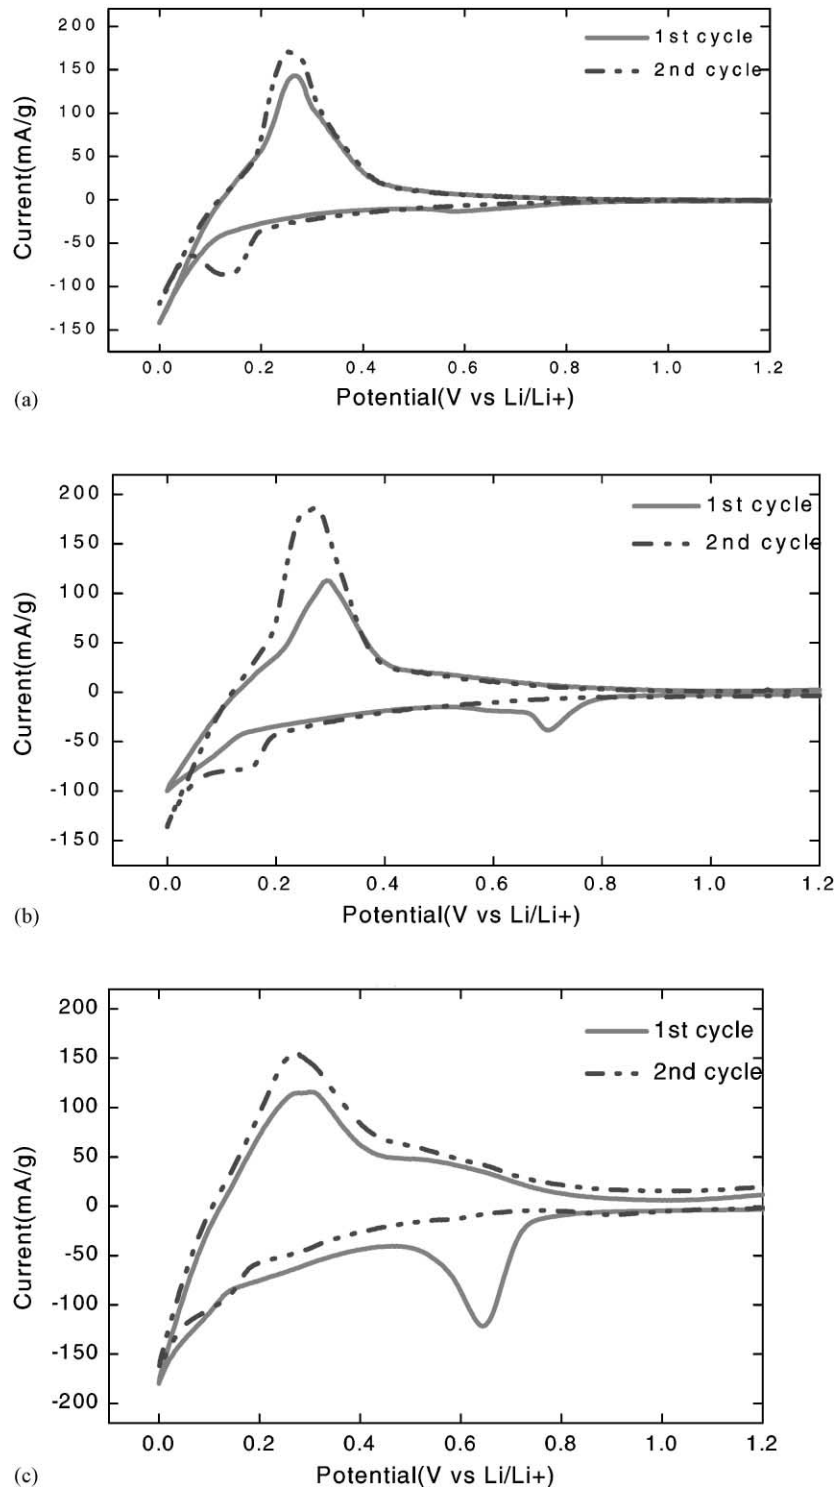 200
150
100
50
0
-50
-100
-150
Current(mA/g)
1st cycle
2nd cycle
0.0 0.2 0.4 0.6 0.8 1.0 1.2
Potential(V vs Li/Li+)
(a)
200
150
100
50
0
-50
-100
-150
Current(mA/g)
1st cycle
2nd cycle
0.0 0.2 0.4 0.6 0.8 1.0 1.2
Potential(V vs Li/Li+)
(b)
200
150
100
50
0
-50
-100
-150
-200
Current(mA/g)
1st cycle
2nd cycle
0.0 0.2 0.4 0.6 0.8 1.0 1.2
Potential(V vs Li/Li+)
(c)